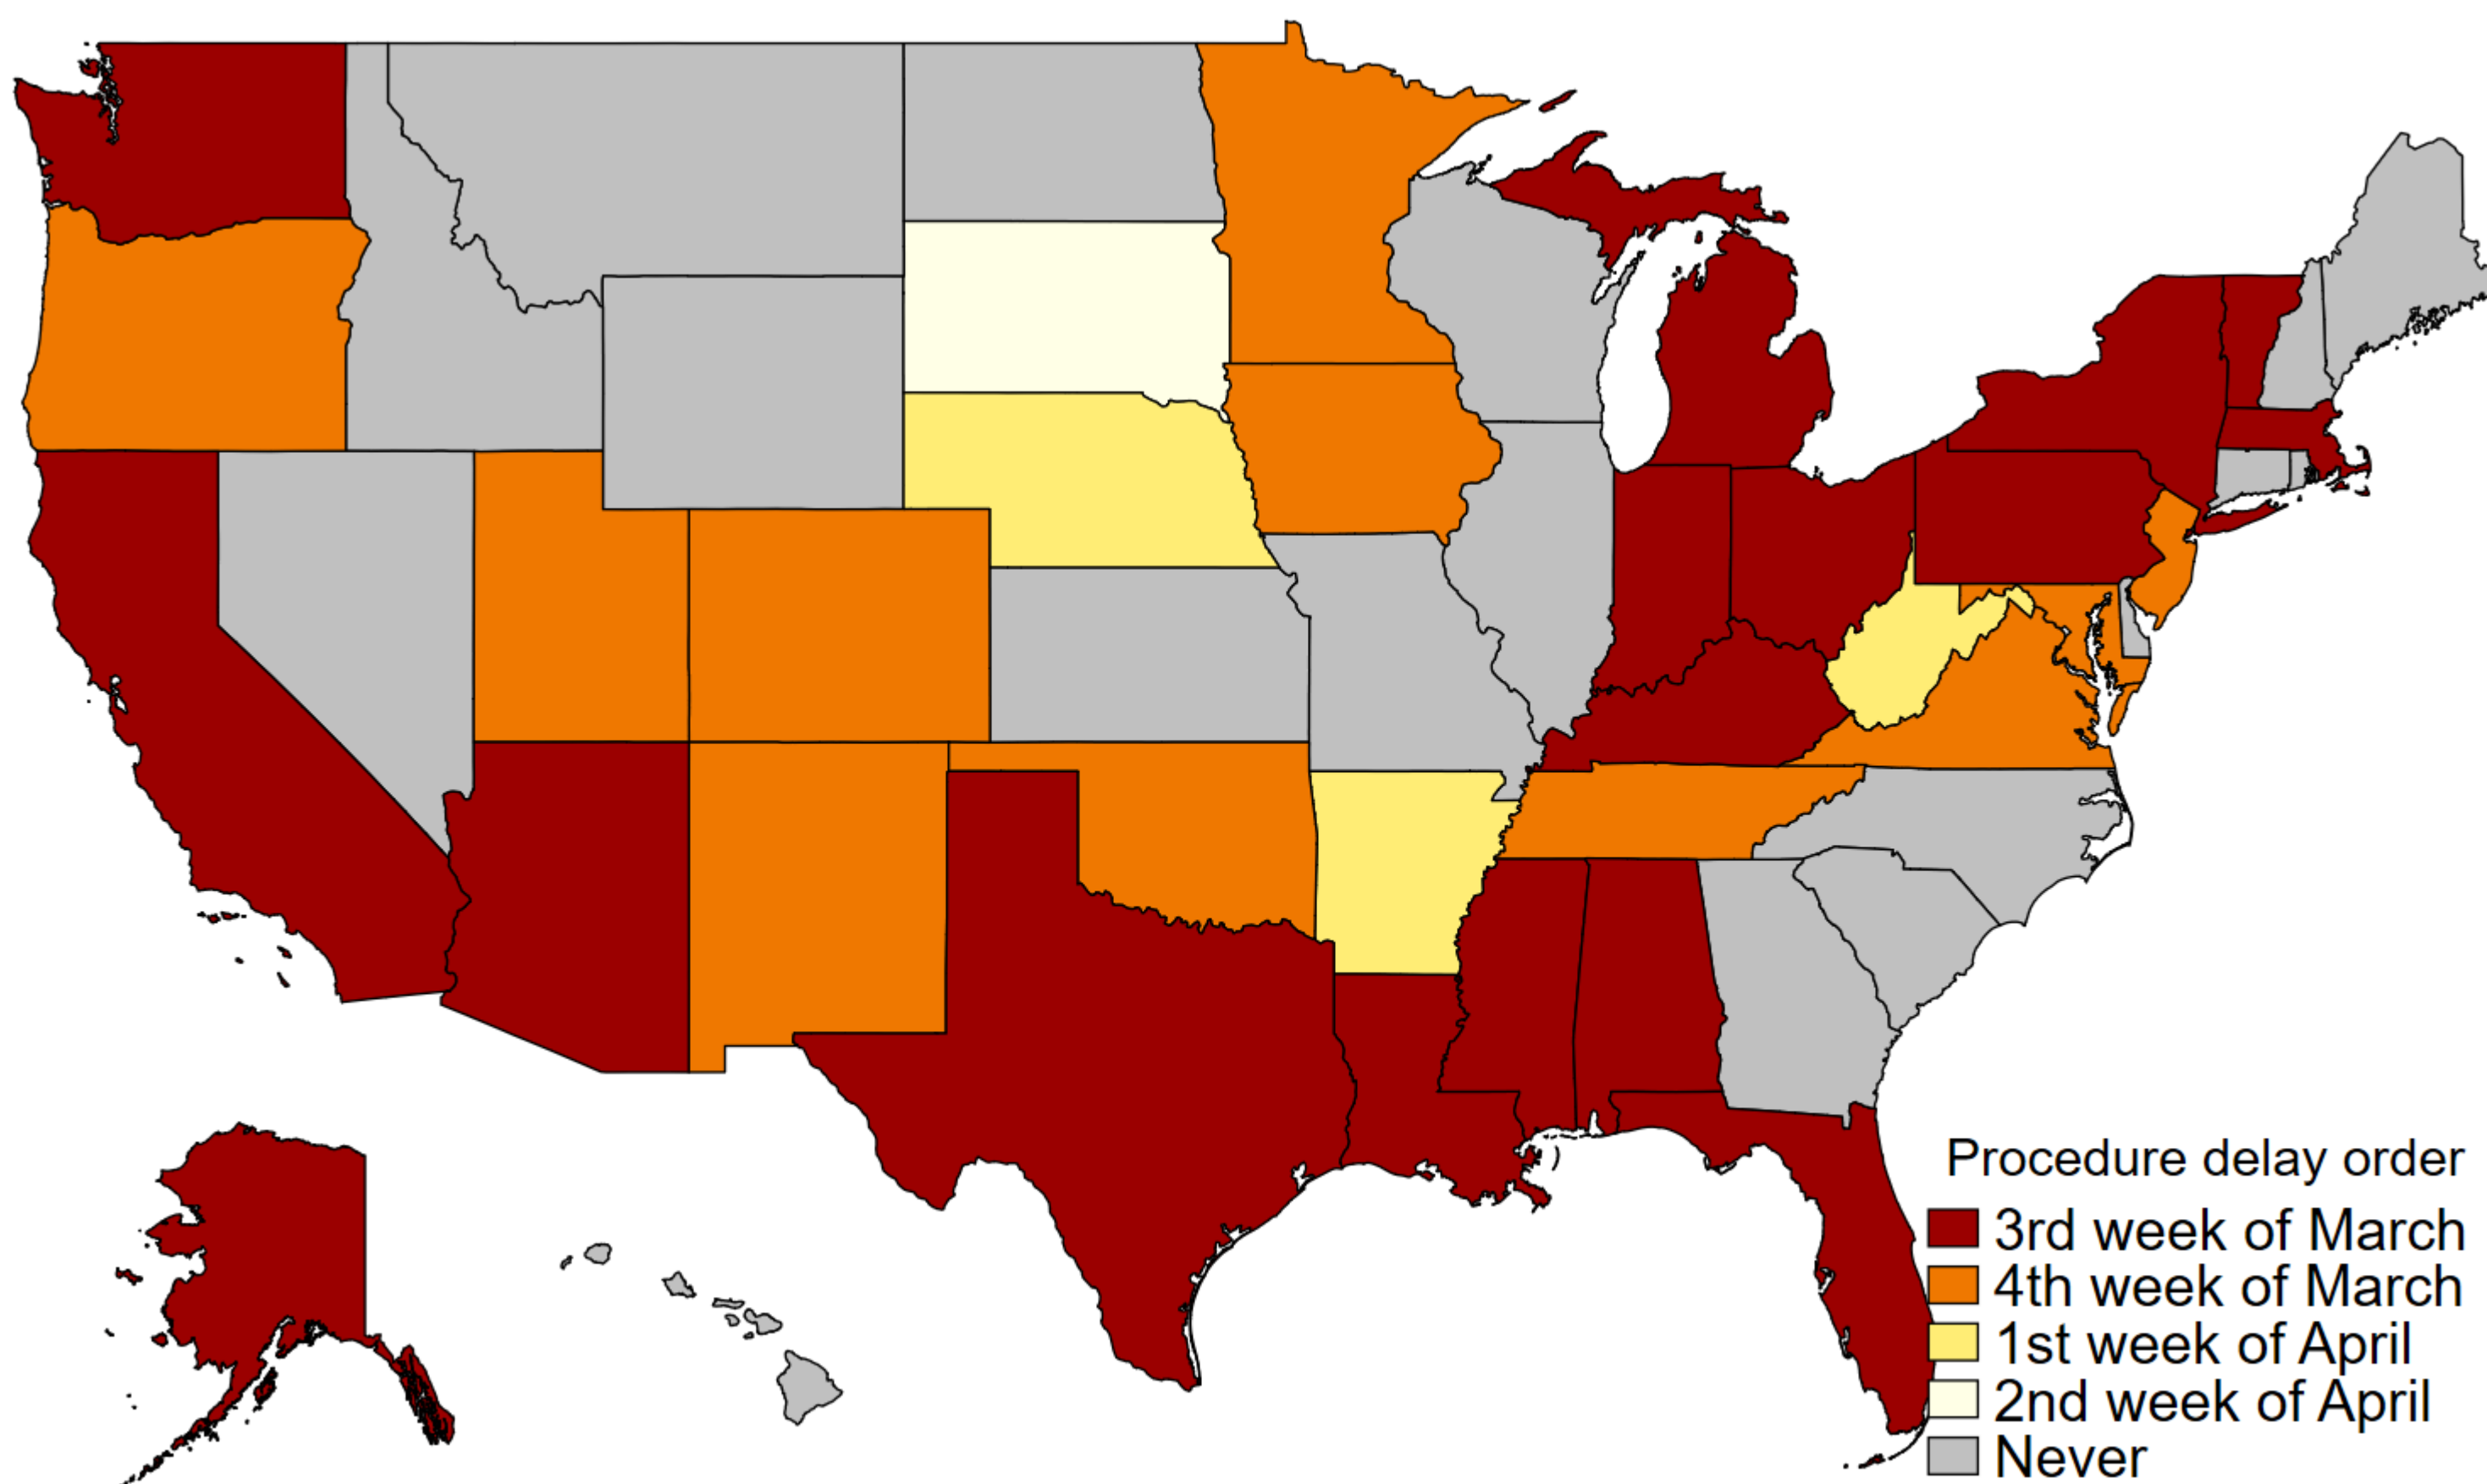 Procedure delay order
3rd week of March
4th week of March
1st week of April
2nd week of April
Never